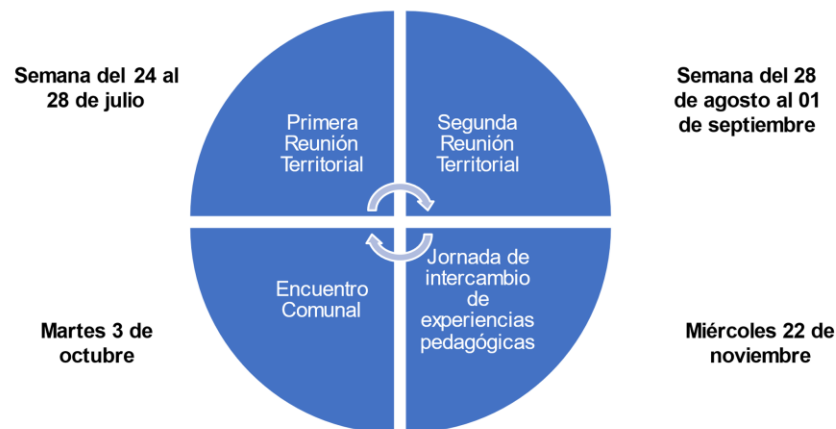 Semana del 24 al
28 de julio
Primera
Reunión
Territorial
Segunda
Reunión
Territorial
Semana del 28
de agosto al 01
de septiembre
Martes 3 de
octubre
Encuentro
Comunal
Jornada de
intercambio
de
experiencias
pedagógicas
Miércoles 22 de
noviembre